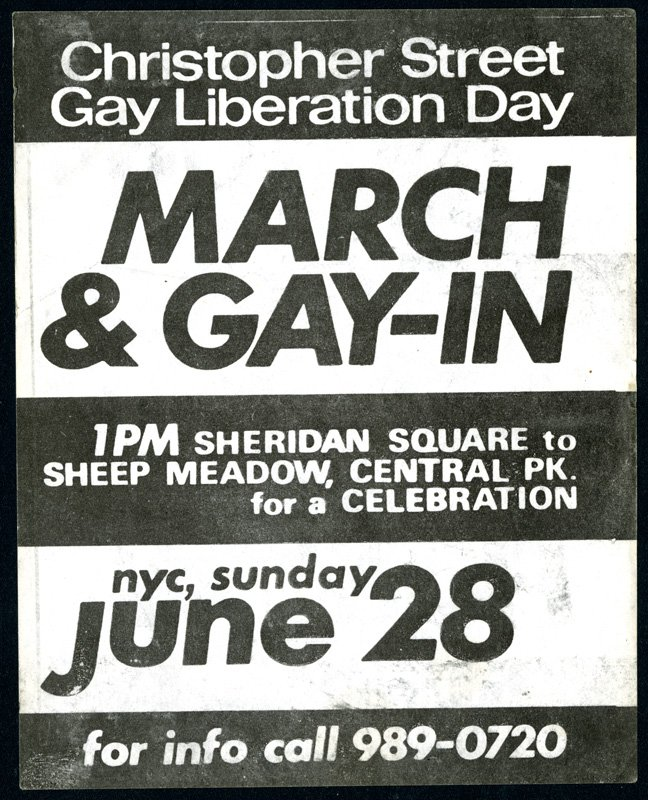 Christopher Street
Gay Liberation Day
MARCH
& GAY-IN
1PM SHERIDAN SQUARE to
SHEEP MEADOW, CENTRAL PK.
for a CELEBRATION
nyc, sunday
june 28
for info call 989-0720